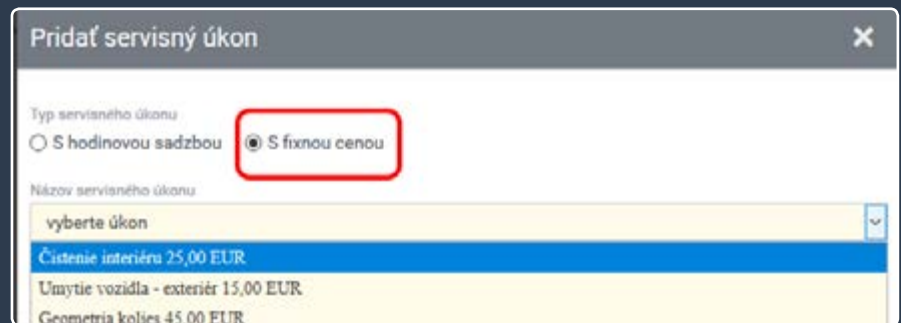 Pridať servisný úkon
Typ servisného úkonu
S hodinovou sadzbou S fixnou cenou
Názov servisného úkonu
vyberte úkon
Čistenie interiéru 25,00 EUR
Umytie vozidla - exteriér 15,00 EUR
Geometria kolies 45,00 EUR